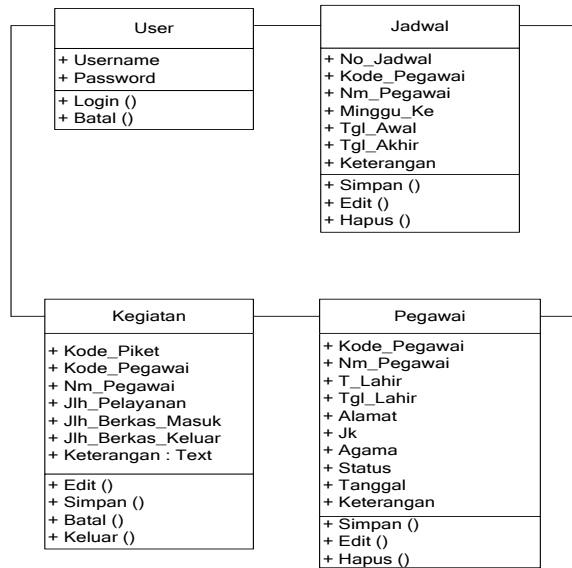 User
+ Username
+ Password
+ Login ()
+ Batal ()
Jadwal
+ No_Jadwal
+ Kode_Pegawai
+ Nm_Pegawai
+ Minggu_Ke
+ Tgl_Awal
+ Tgl_Akhir
+ Keterangan
+ Simpan ()
+ Edit ()
+ Hapus ()
Kegiatan
+ Kode_Piket
+ Kode_Pegawai
+ Nm_Pegawai
+ Jlh_Pelayanan
+ Jlh_Berkas_Masuk
+ Jlh_Berkas_Keluar
+ Keterangan : Text
+ Edit ()
+ Simpan ()
+ Batal ()
+ Keluar ()
Pegawai
+ Kode_Pegawai
+ Nm_Pegawai
+ T_Lahir
+ Tgl_Lahir
+ Alamat
+ Jk
+ Agama
+ Status
+ Tanggal
+ Keterangan
+ Simpan ()
+ Edit ()
+ Hapus ()